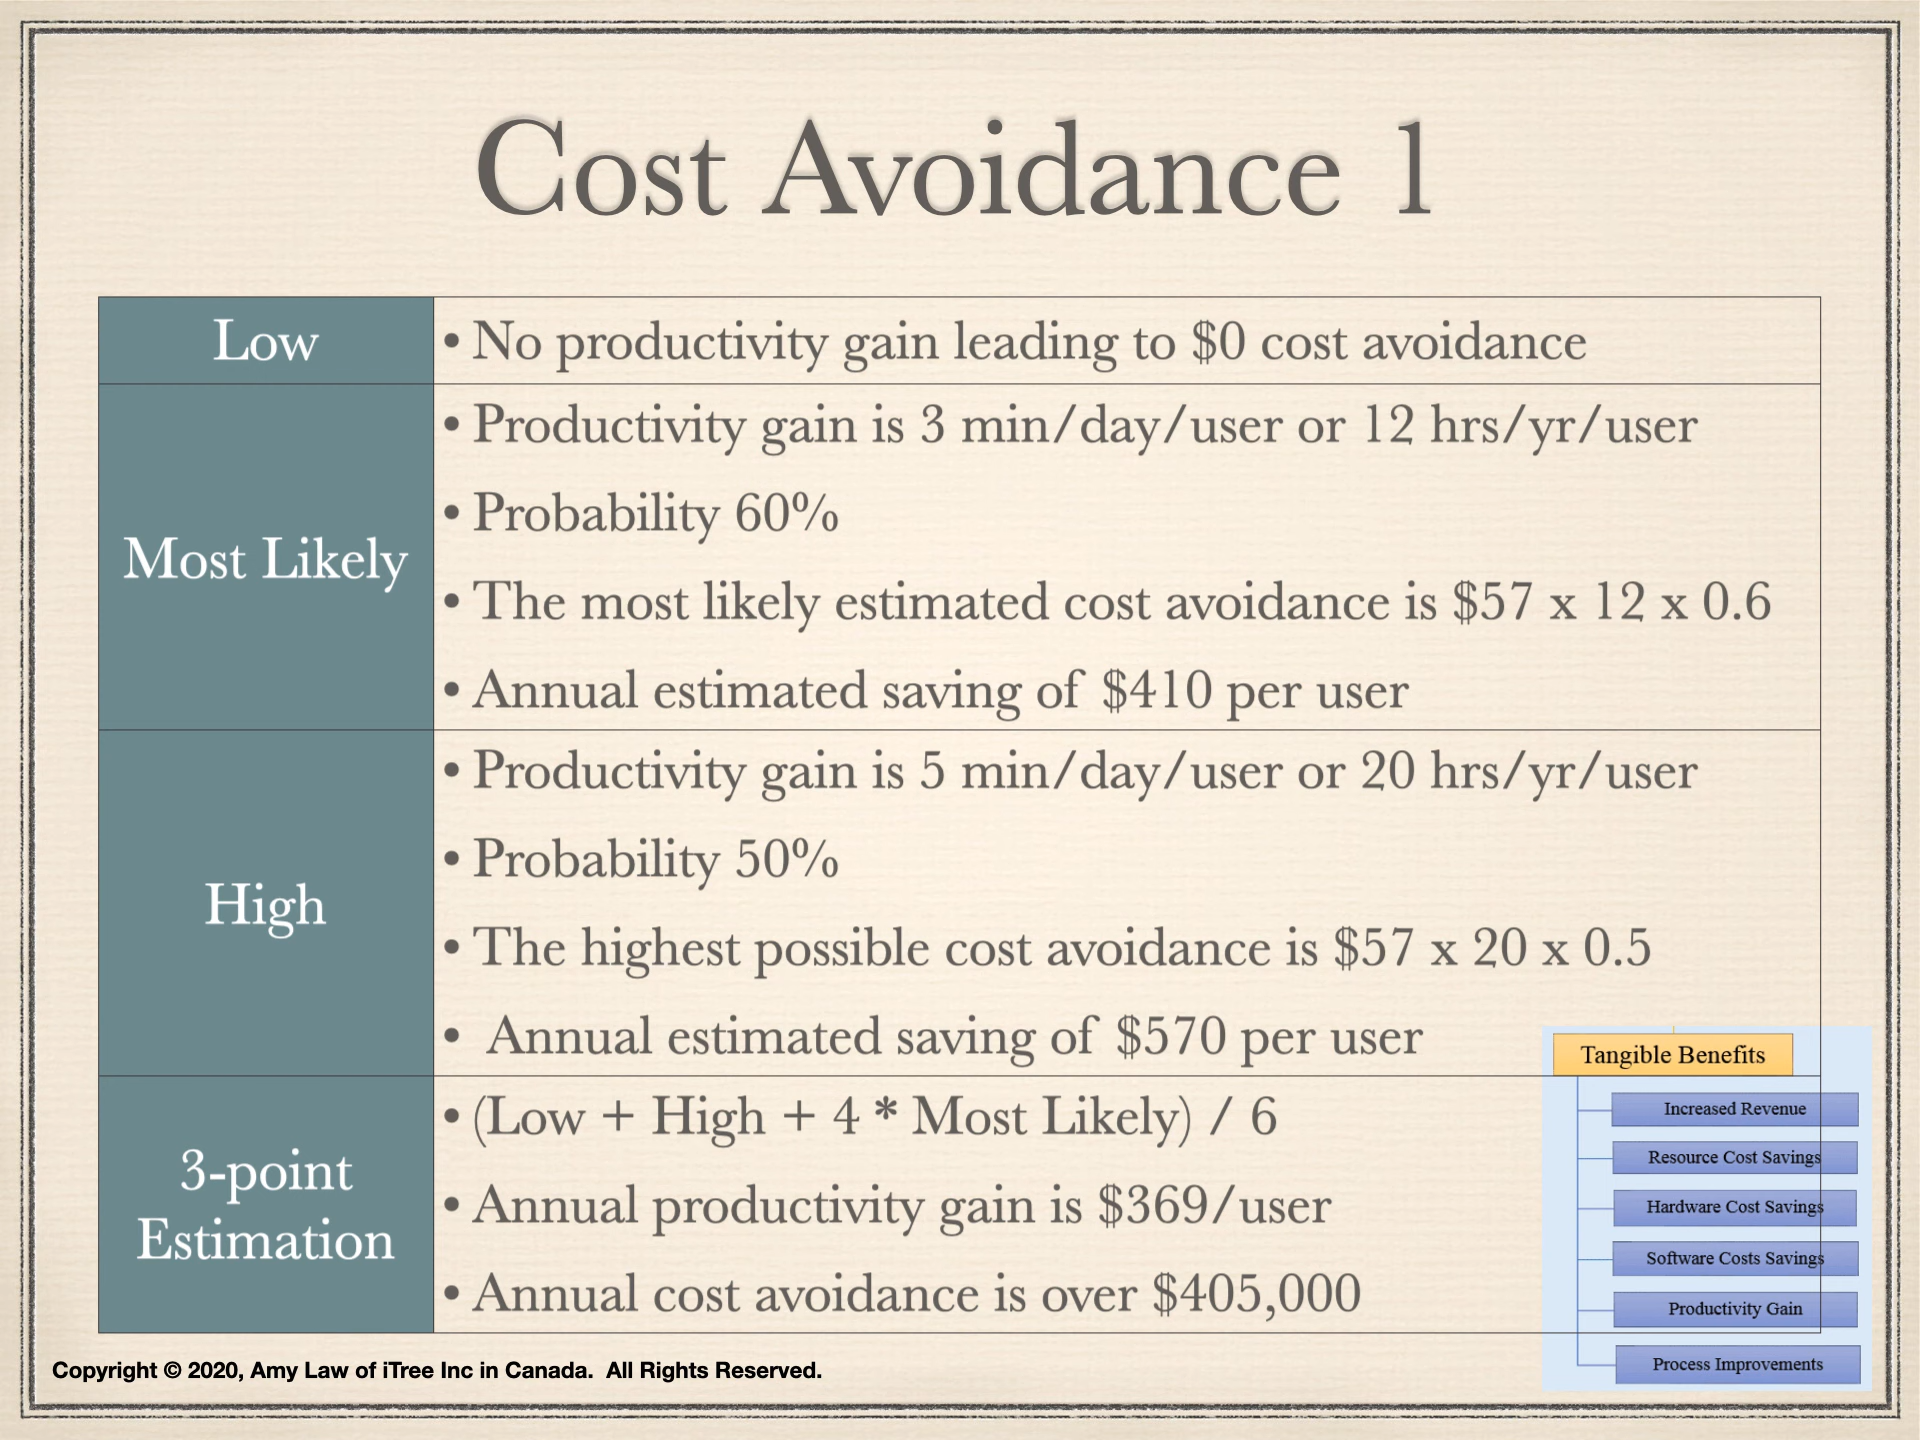 Cost Avoidance 1
Low
• No productivity gain leading to $0 cost avoidance
Most Likely
• Productivity gain is 3 min/day/user or 12 hrs/yr/user
• Probability 60%
• The most likely estimated cost avoidance is $57 x 12 x 0.6
• Annual estimated saving of $410 per user
High
• Productivity gain is 5 min/day/user or 20 hrs/yr/user
• Probability 50%
• The highest possible cost avoidance is $57 x 20 x 0.5
• Annual estimated saving of $570 per user
3-point
Estimation
• (Low + High + 4 * Most Likely) / 6
• Annual productivity gain is $369/user
• Annual cost avoidance is over $405,000
Tangible Benefits
Increased Revenue
Resource Cost Savings
Hardware Cost Savings
Software Costs Savings
Productivity Gain
Process Improvements
Copyright © 2020, Amy Law of iTree Inc in Canada.  All Rights Reserved.